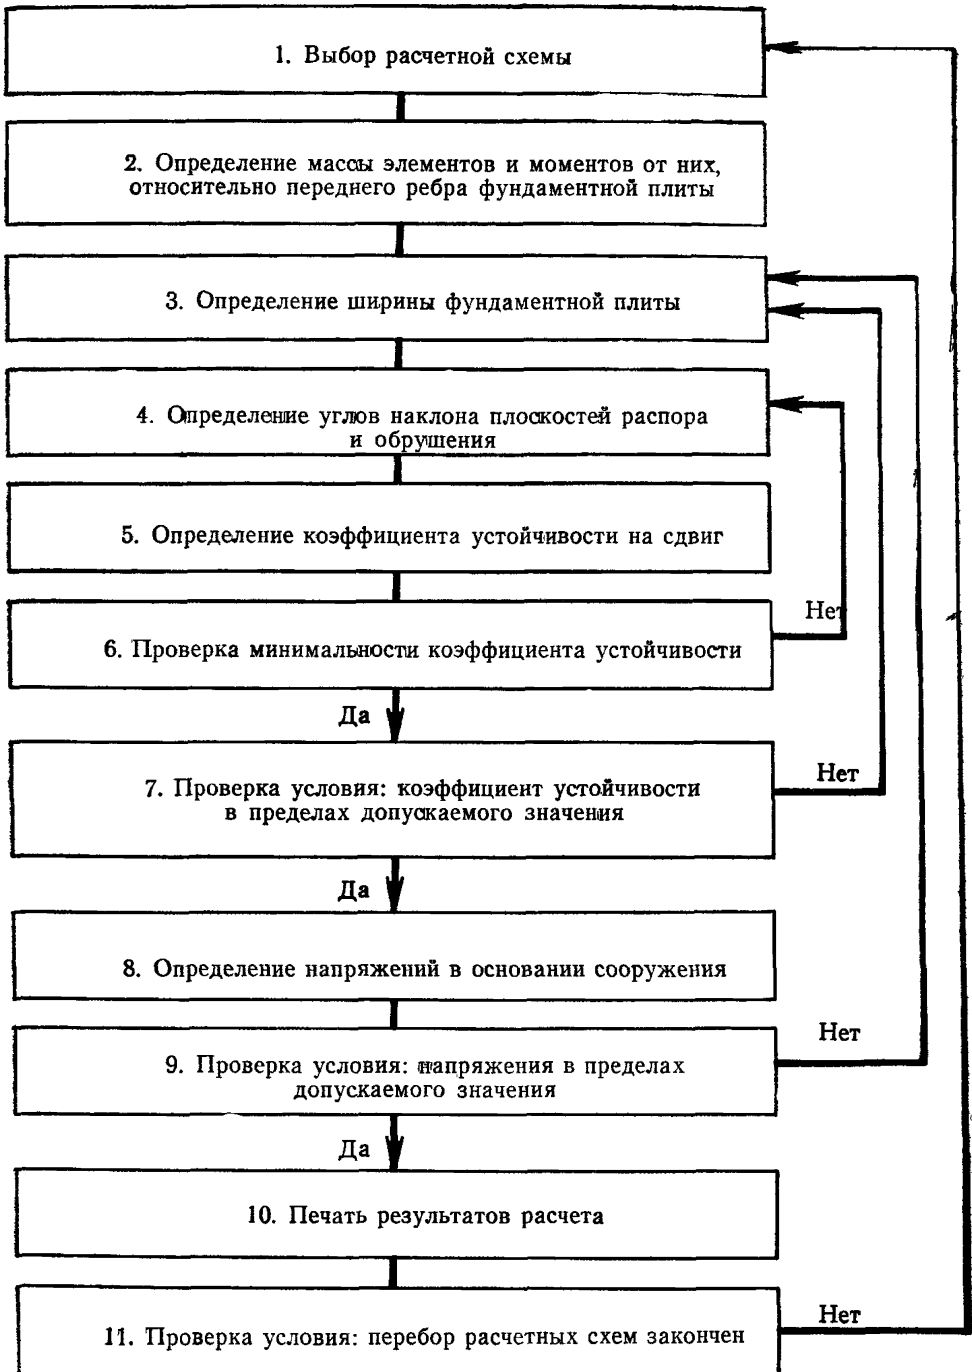 1. Выбор расчетной схемы
2. Определение массы элементов и моментов от них,
относительно переднего ребра фундаментной плиты
3. Определение ширины фундаментной плиты
4. Определение углов наклона плоскостей распора
и обрушения
5. Определение коэффициента устойчивости на сдвиг
Нет
6. Проверка минимальности коэффициента устойчивости
Да
7. Проверка условия: коэффициент устойчивости
в пределах допускаемого значения
Нет
Да
8. Определение напряжений в основании сооружения
Нет
9. Проверка условия: напряжения в пределах
допускаемого значения
Да
10. Печать результатов расчета
Нет
11. Проверка условия: перебор расчетных схем закончен